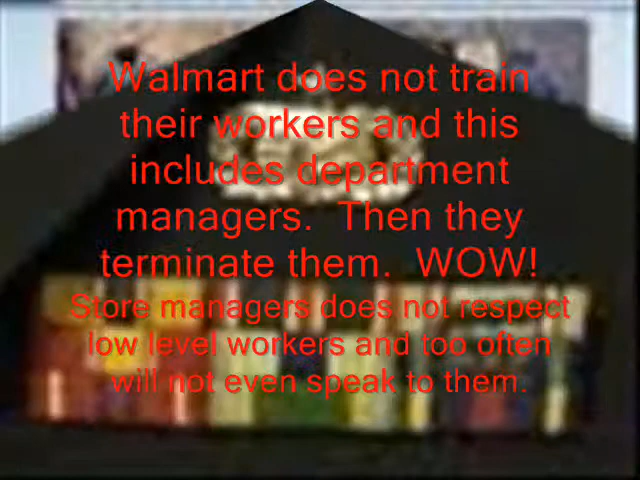 Walmart does not train
their workers and this
includes department
managers.  Then they
terminate them.  WOW!
Store managers does not respect
low level workers and too often
will not even speak to them.